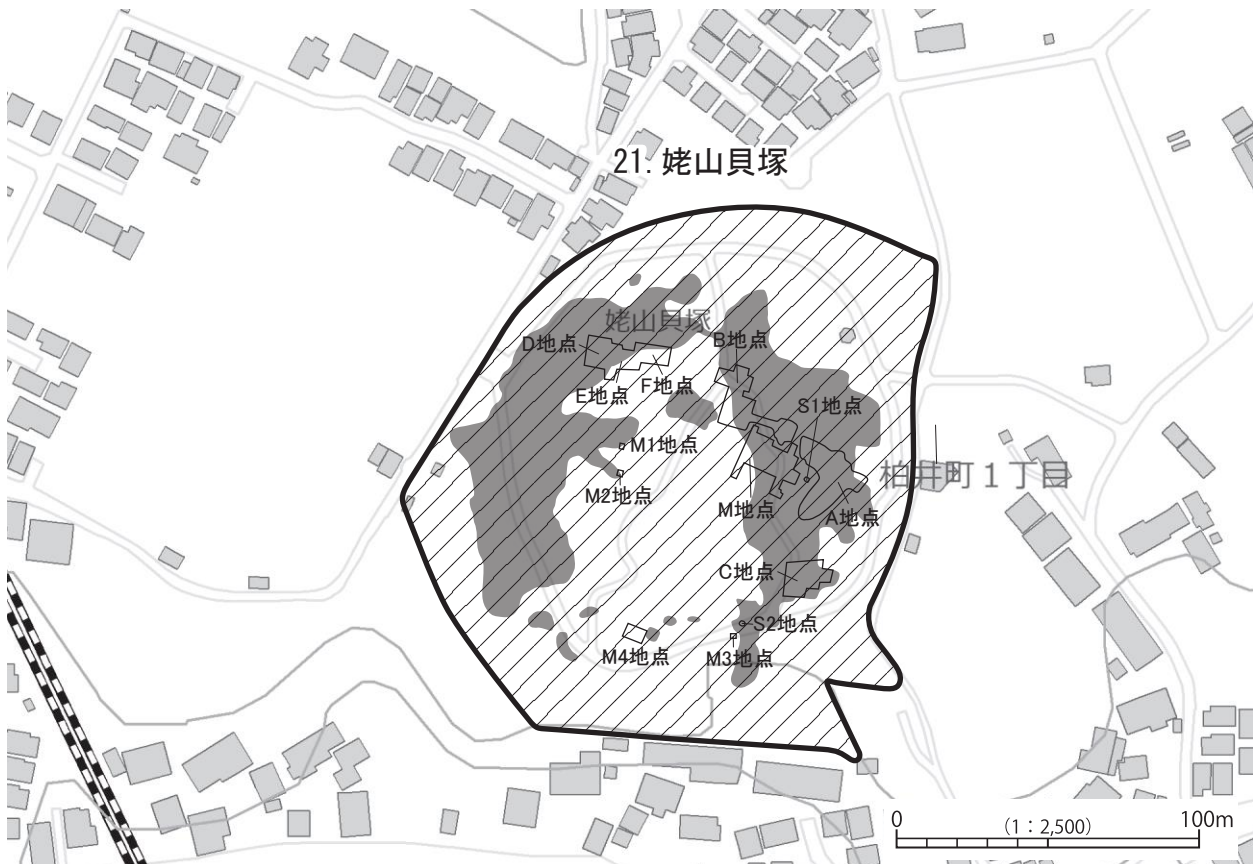 21. 姥山貝塚
姥山貝塚
D地点
B地点
E地点
F地点
S1地点
M1地点
柏井町1丁目
M2地点
M地点
A地点
C地点
S2地点
M4地点
M3地点
0
(1：2,500)
100m